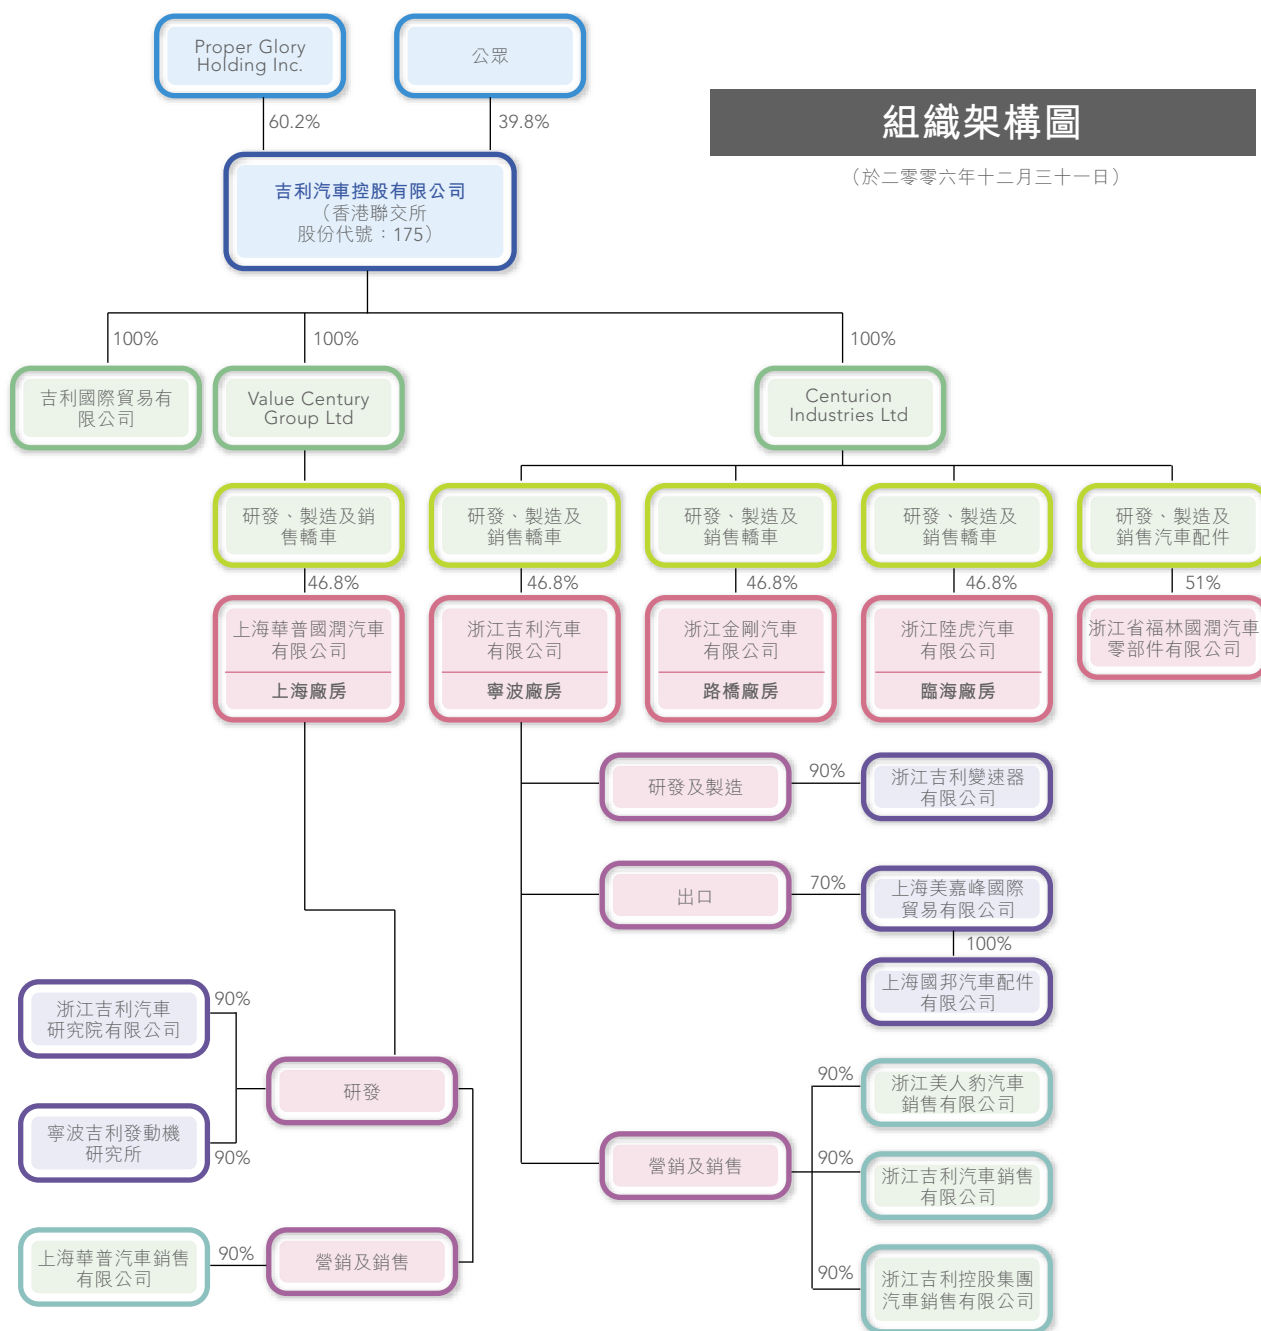 Proper Glory
Holding Inc.
公眾
60.2%
39.8%
組織架構圖
（於二零零六年十二月三十一日）
吉利汽車控股有限公司
（香港聯交所
股份代號：175）
100%
100%
100%
吉利國際貿易有
限公司
Value Century
Group Ltd
Centurion
Industries Ltd
研發、製造及銷
售轎車
研發、製造及
銷售轎車
研發、製造及
銷售轎車
研發、製造及
銷售轎車
研發、製造及
銷售汽車配件
46.8%
46.8%
46.8%
46.8%
51%
上海華普國潤汽車
有限公司
上海廠房
浙江吉利汽車
有限公司
寧波廠房
浙江金剛汽車
有限公司
路橋廠房
浙江陸虎汽車
有限公司
臨海廠房
浙江省福林國潤汽車
零部件有限公司
研發及製造
90%
浙江吉利變速器
有限公司
出口
70%
上海美嘉峰國際
貿易有限公司
100%
上海國邦汽車配件
有限公司
浙江吉利汽車
研究院有限公司
90%
研發
寧波吉利發動機
研究所
90%
上海華普汽車銷售
有限公司
90%
營銷及銷售
營銷及銷售
90%
浙江美人豹汽車
銷售有限公司
90%
浙江吉利汽車銷售
有限公司
90%
浙江吉利控股集團
汽車銷售有限公司